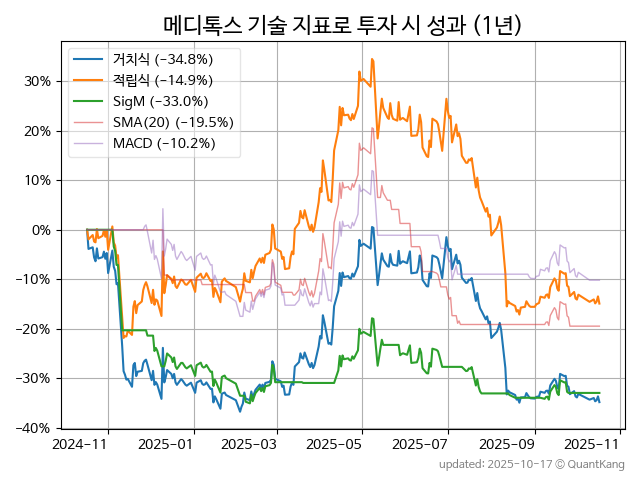 메디톡스 기술 지표로 투자 시 성과 (1년)
거치식 (−34.8%)
적립식 (−14.9%)
SigM (−33.0%)
SMA(20) (−19.5%)
MACD (−10.2%)
30%
20%
10%
0%
−10%
−20%
−30%
−40%
2024-11 2025-01 2025-03 2025-05 2025-07 2025-09 2025-11
updated: 2025-10-17 © QuantKang